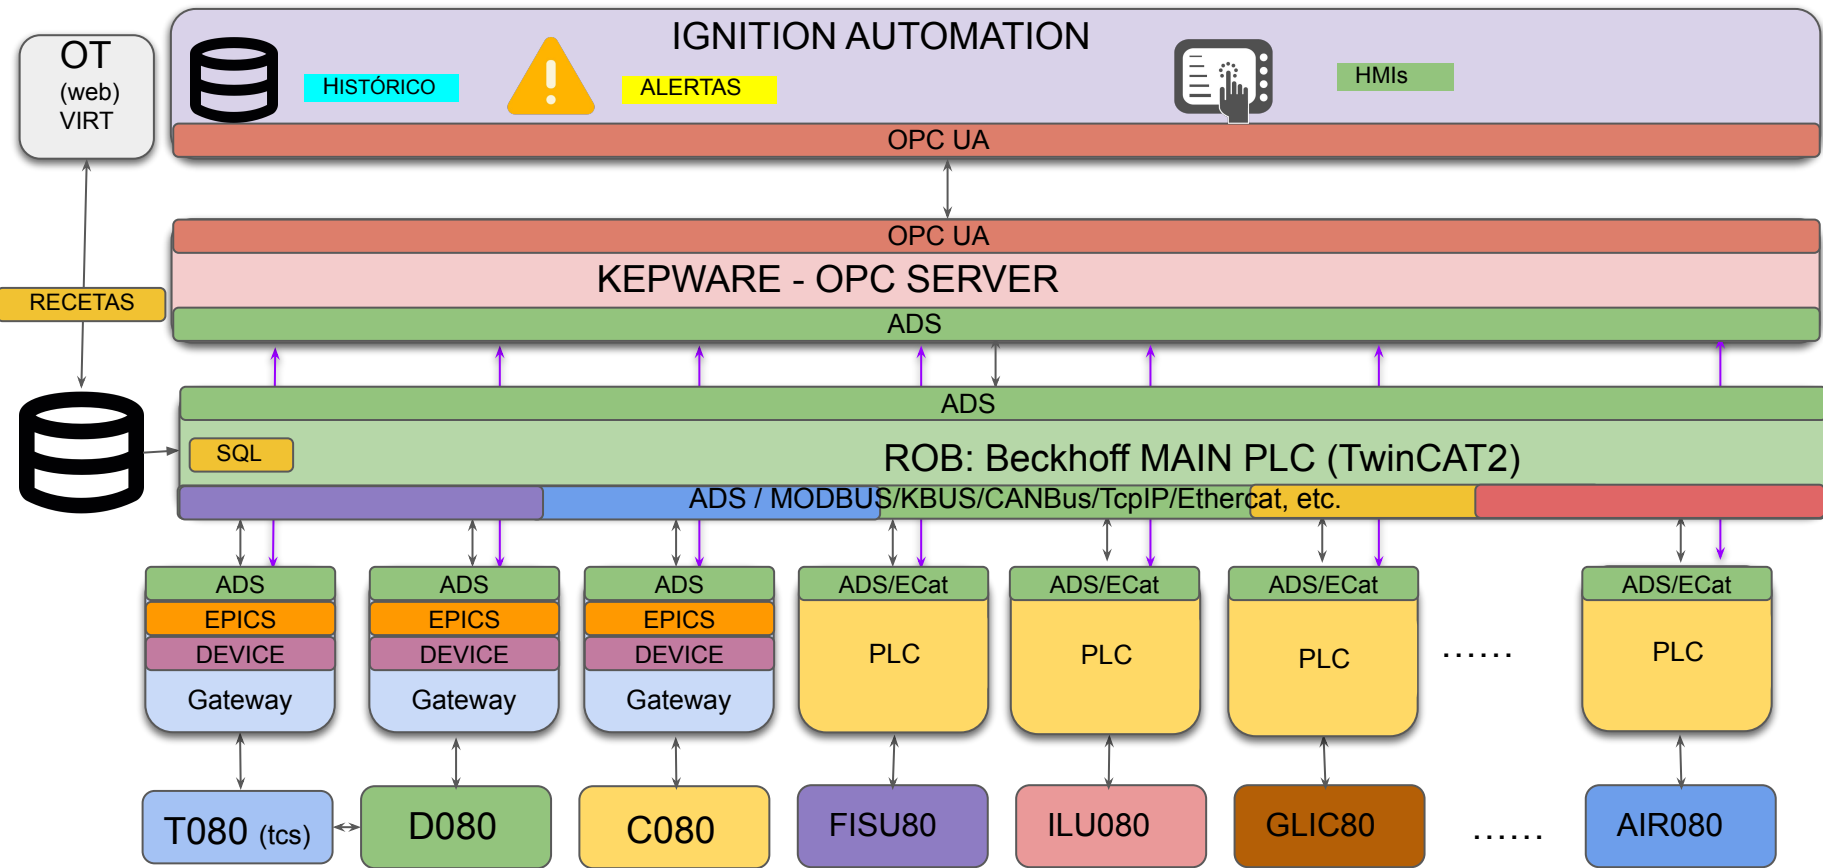 OT
(web)
VIRT
IGNITION AUTOMATION
HISTÓRICO
ALERTAS
HMIs
OPC UA
OPC UA
KEPWARE - OPC SERVER
RECETAS
ADS
ADS
SQL
ROB: Beckhoff MAIN PLC (TwinCAT2)
ADS / MODBUS/KBUS/CANBus/TcpIP/Ethercat, etc.
ADS
EPICS
DEVICE
Gateway
ADS
EPICS
DEVICE
Gateway
ADS
EPICS
DEVICE
Gateway
ADS/ECat
PLC
ADS/ECat
PLC
ADS/ECat
PLC
......
ADS/ECat
PLC
T080 (tcs)
D080
C080
FISU80
ILU080
GLIC80
......
AIR080